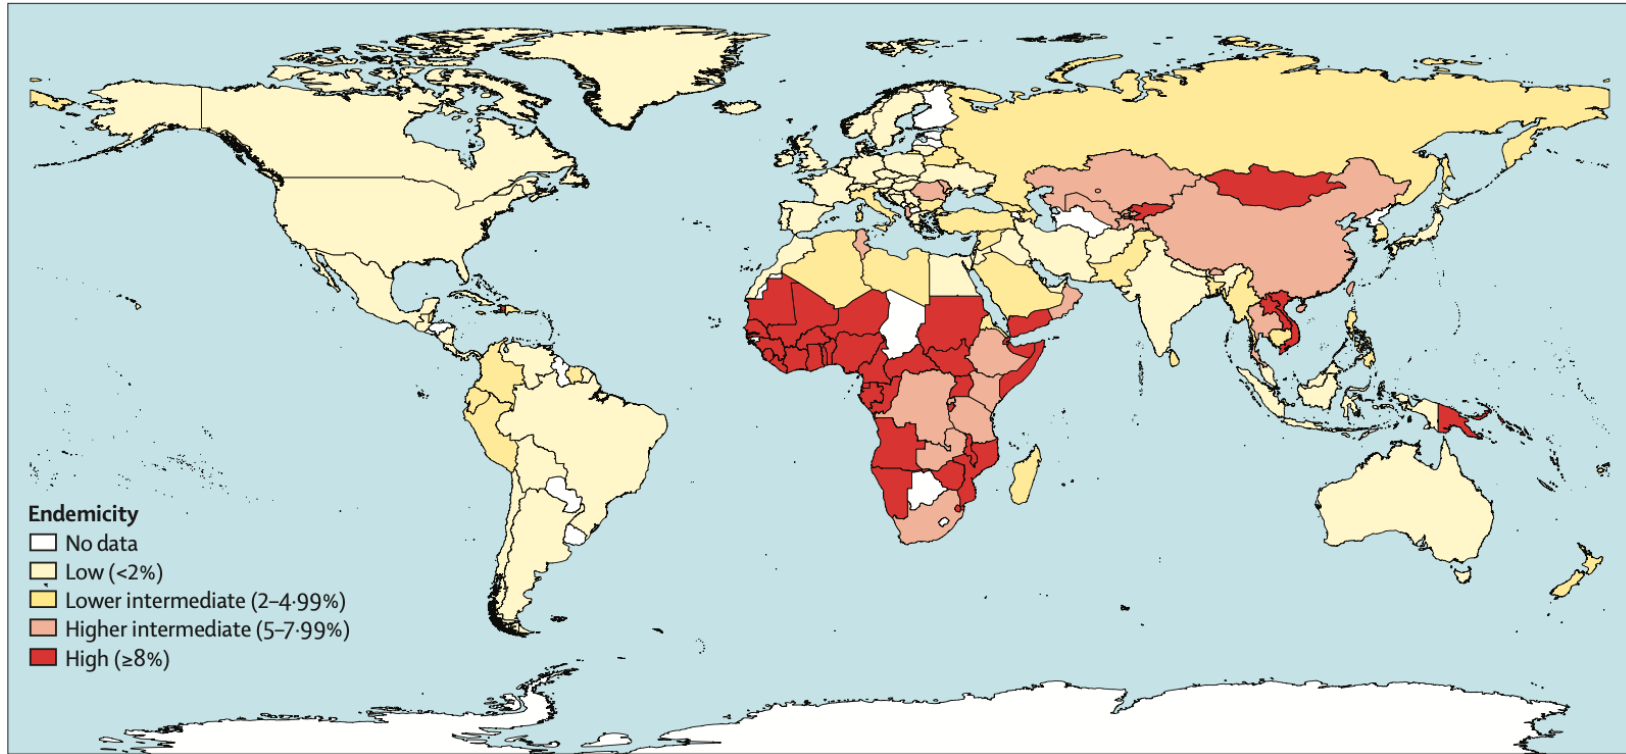 Endemicity
No data
Low (<2%)
Lower intermediate (2–4·99%)
Higher intermediate (5–7·99%)
High (≥8%)